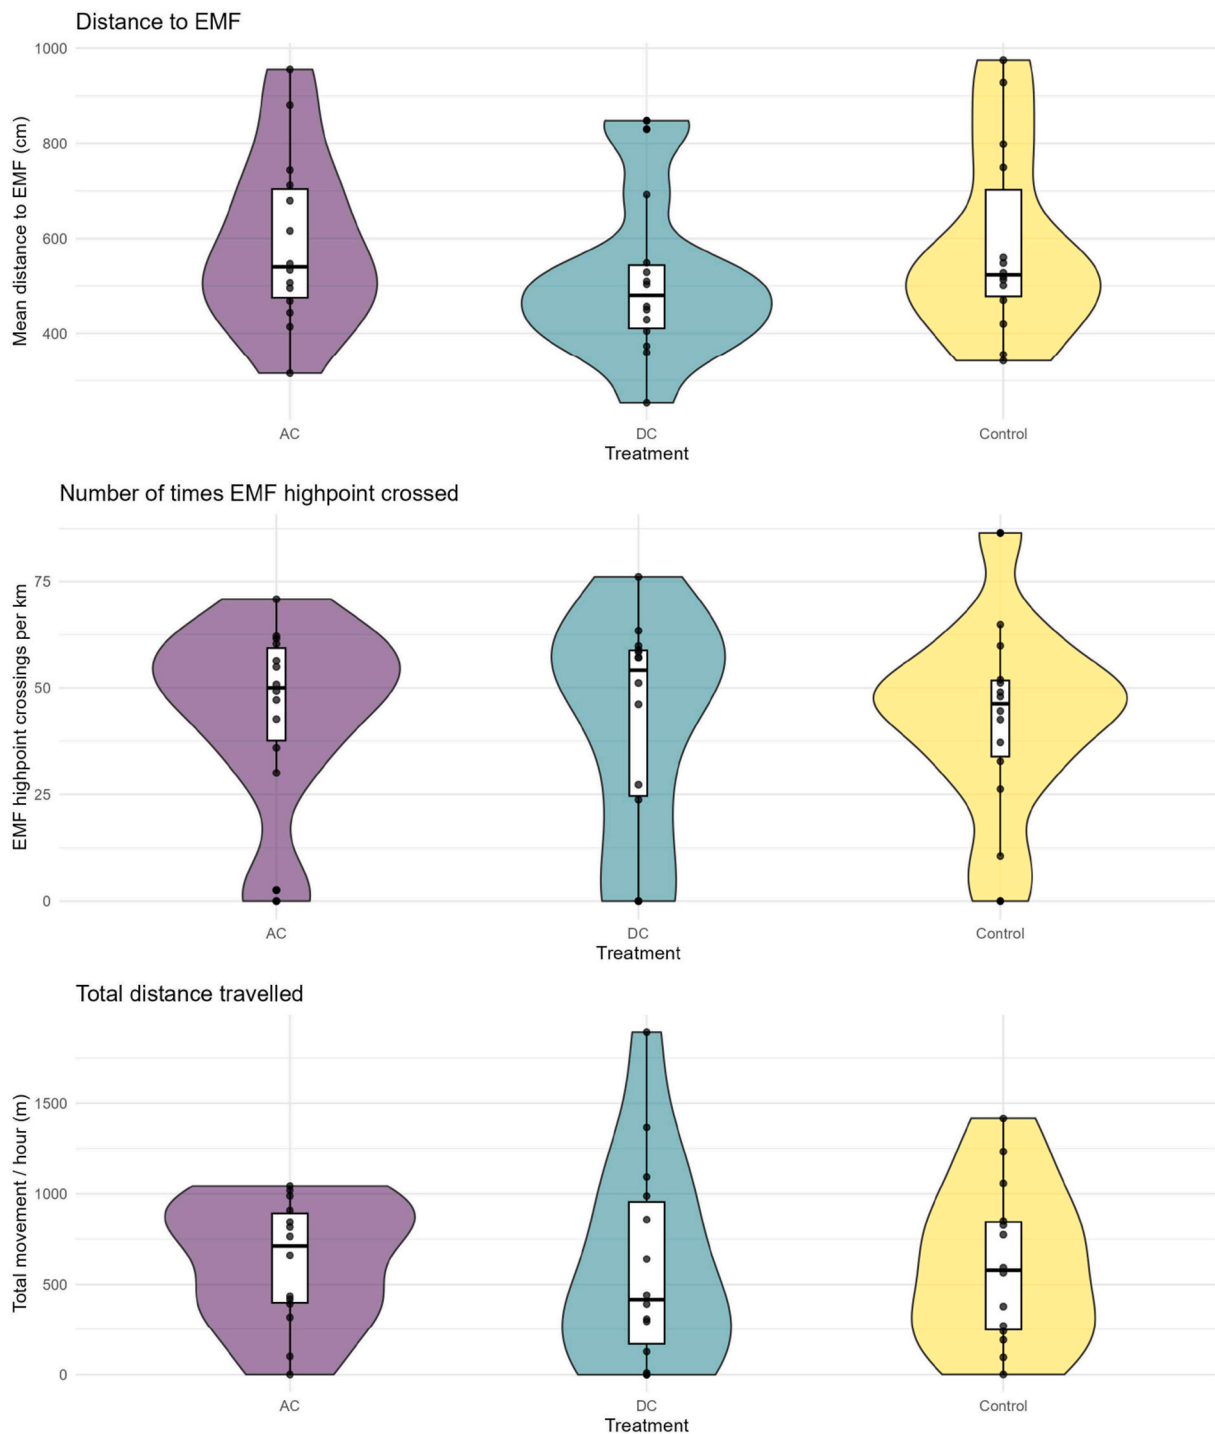 Distance to EMF
1000
800
600
400
Mean distance to EMF (cm)
AC DC Control
Treatment
Number of times EMF highpoint crossed
75
50
25
0
EMF highpoint crossings per km
AC DC Control
Treatment
Total distance travelled
1500
1000
500
0
Total movement / hour (m)
AC DC Control
Treatment